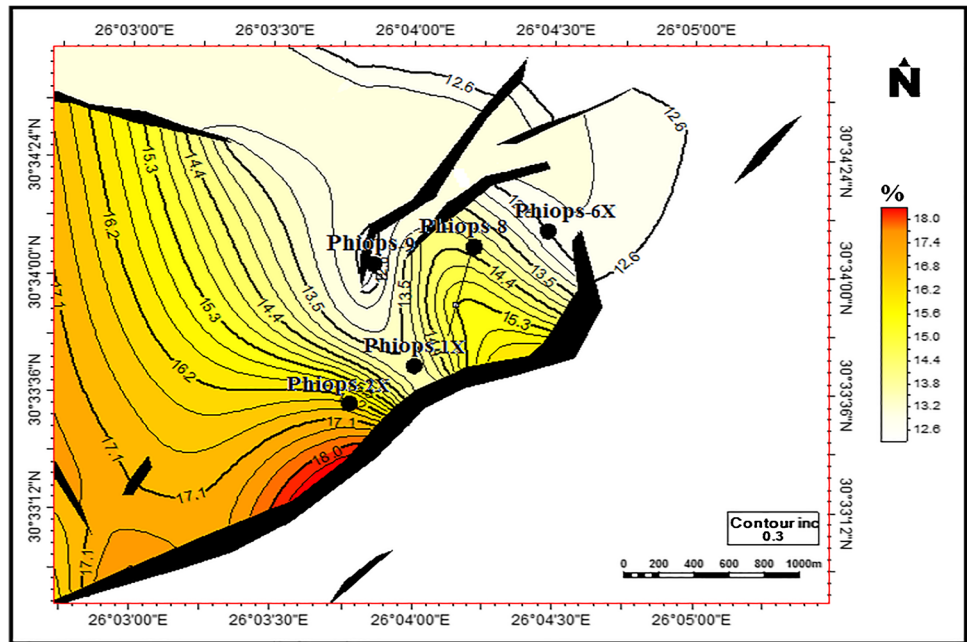 26°03'00"E 26°03'30"E 26°04'00"E 26°04'30"E 26°05'00"E
N
12.6
12.6
30°34'24"N
30°34'24"N
15.3
14.4
%
16.2
Phiops-6X
Phiops-8
Phiops-9
18.0
17.4
16.8
16.2
15.6
15.0
14.4
13.8
13.2
12.6
12.6
30°34'00"N
30°34'00"N
17.1
13.5
14.4
13.5
13.5
15.3
14.4
15.3
Phiops-1X
16.2
Phiops-2X
30°33'36"N
30°33'36"N
17.1
17.1
18.0
17.1
30°33'12"N
30°33'12"N
17.1
Contour inc
0.3
0 200 400 600 800 1000m
26°03'00"E 26°03'30"E 26°04'00"E 26°04'30"E 26°05'00"E